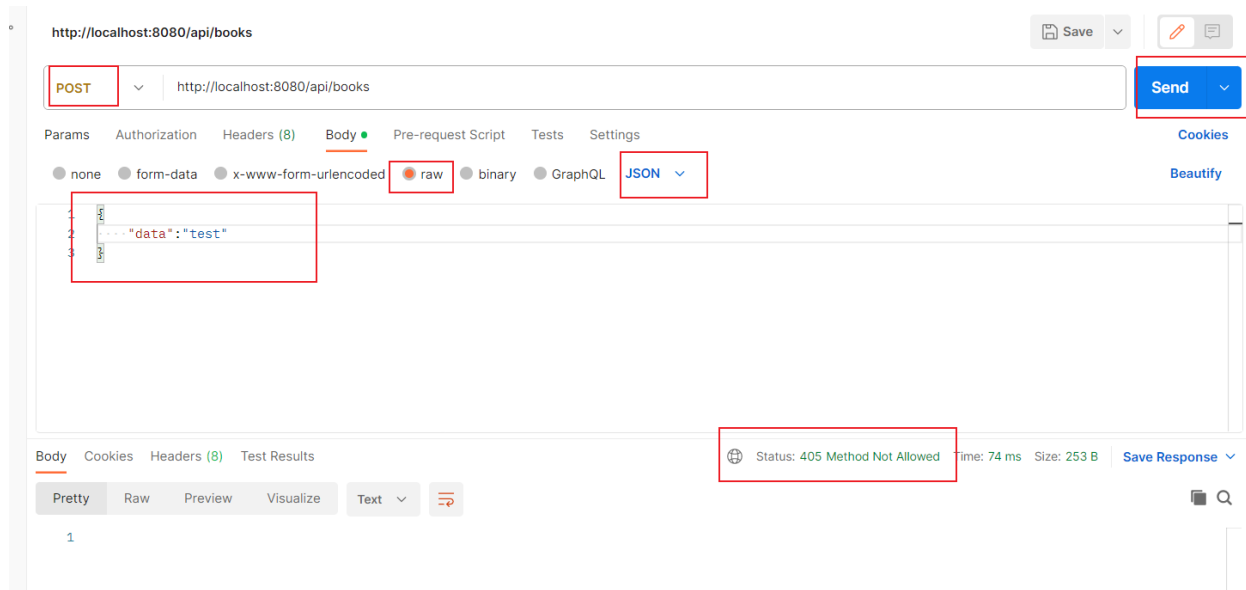 http://localhost:8080/api/books Save
POST http://localhost:8080/api/books Send
Params Authorization Headers (8) Body Pre-request Script Tests Settings Cookies
none form-data x-www-form-urlencoded raw binary GraphQL JSON Beautify
1 {
2 ····"data":"test"
3 }
Body Cookies Headers (8) Test Results Status: 405 Method Not Allowed Time: 74 ms Size: 253 B Save Response
Pretty Raw Preview Visualize Text
1